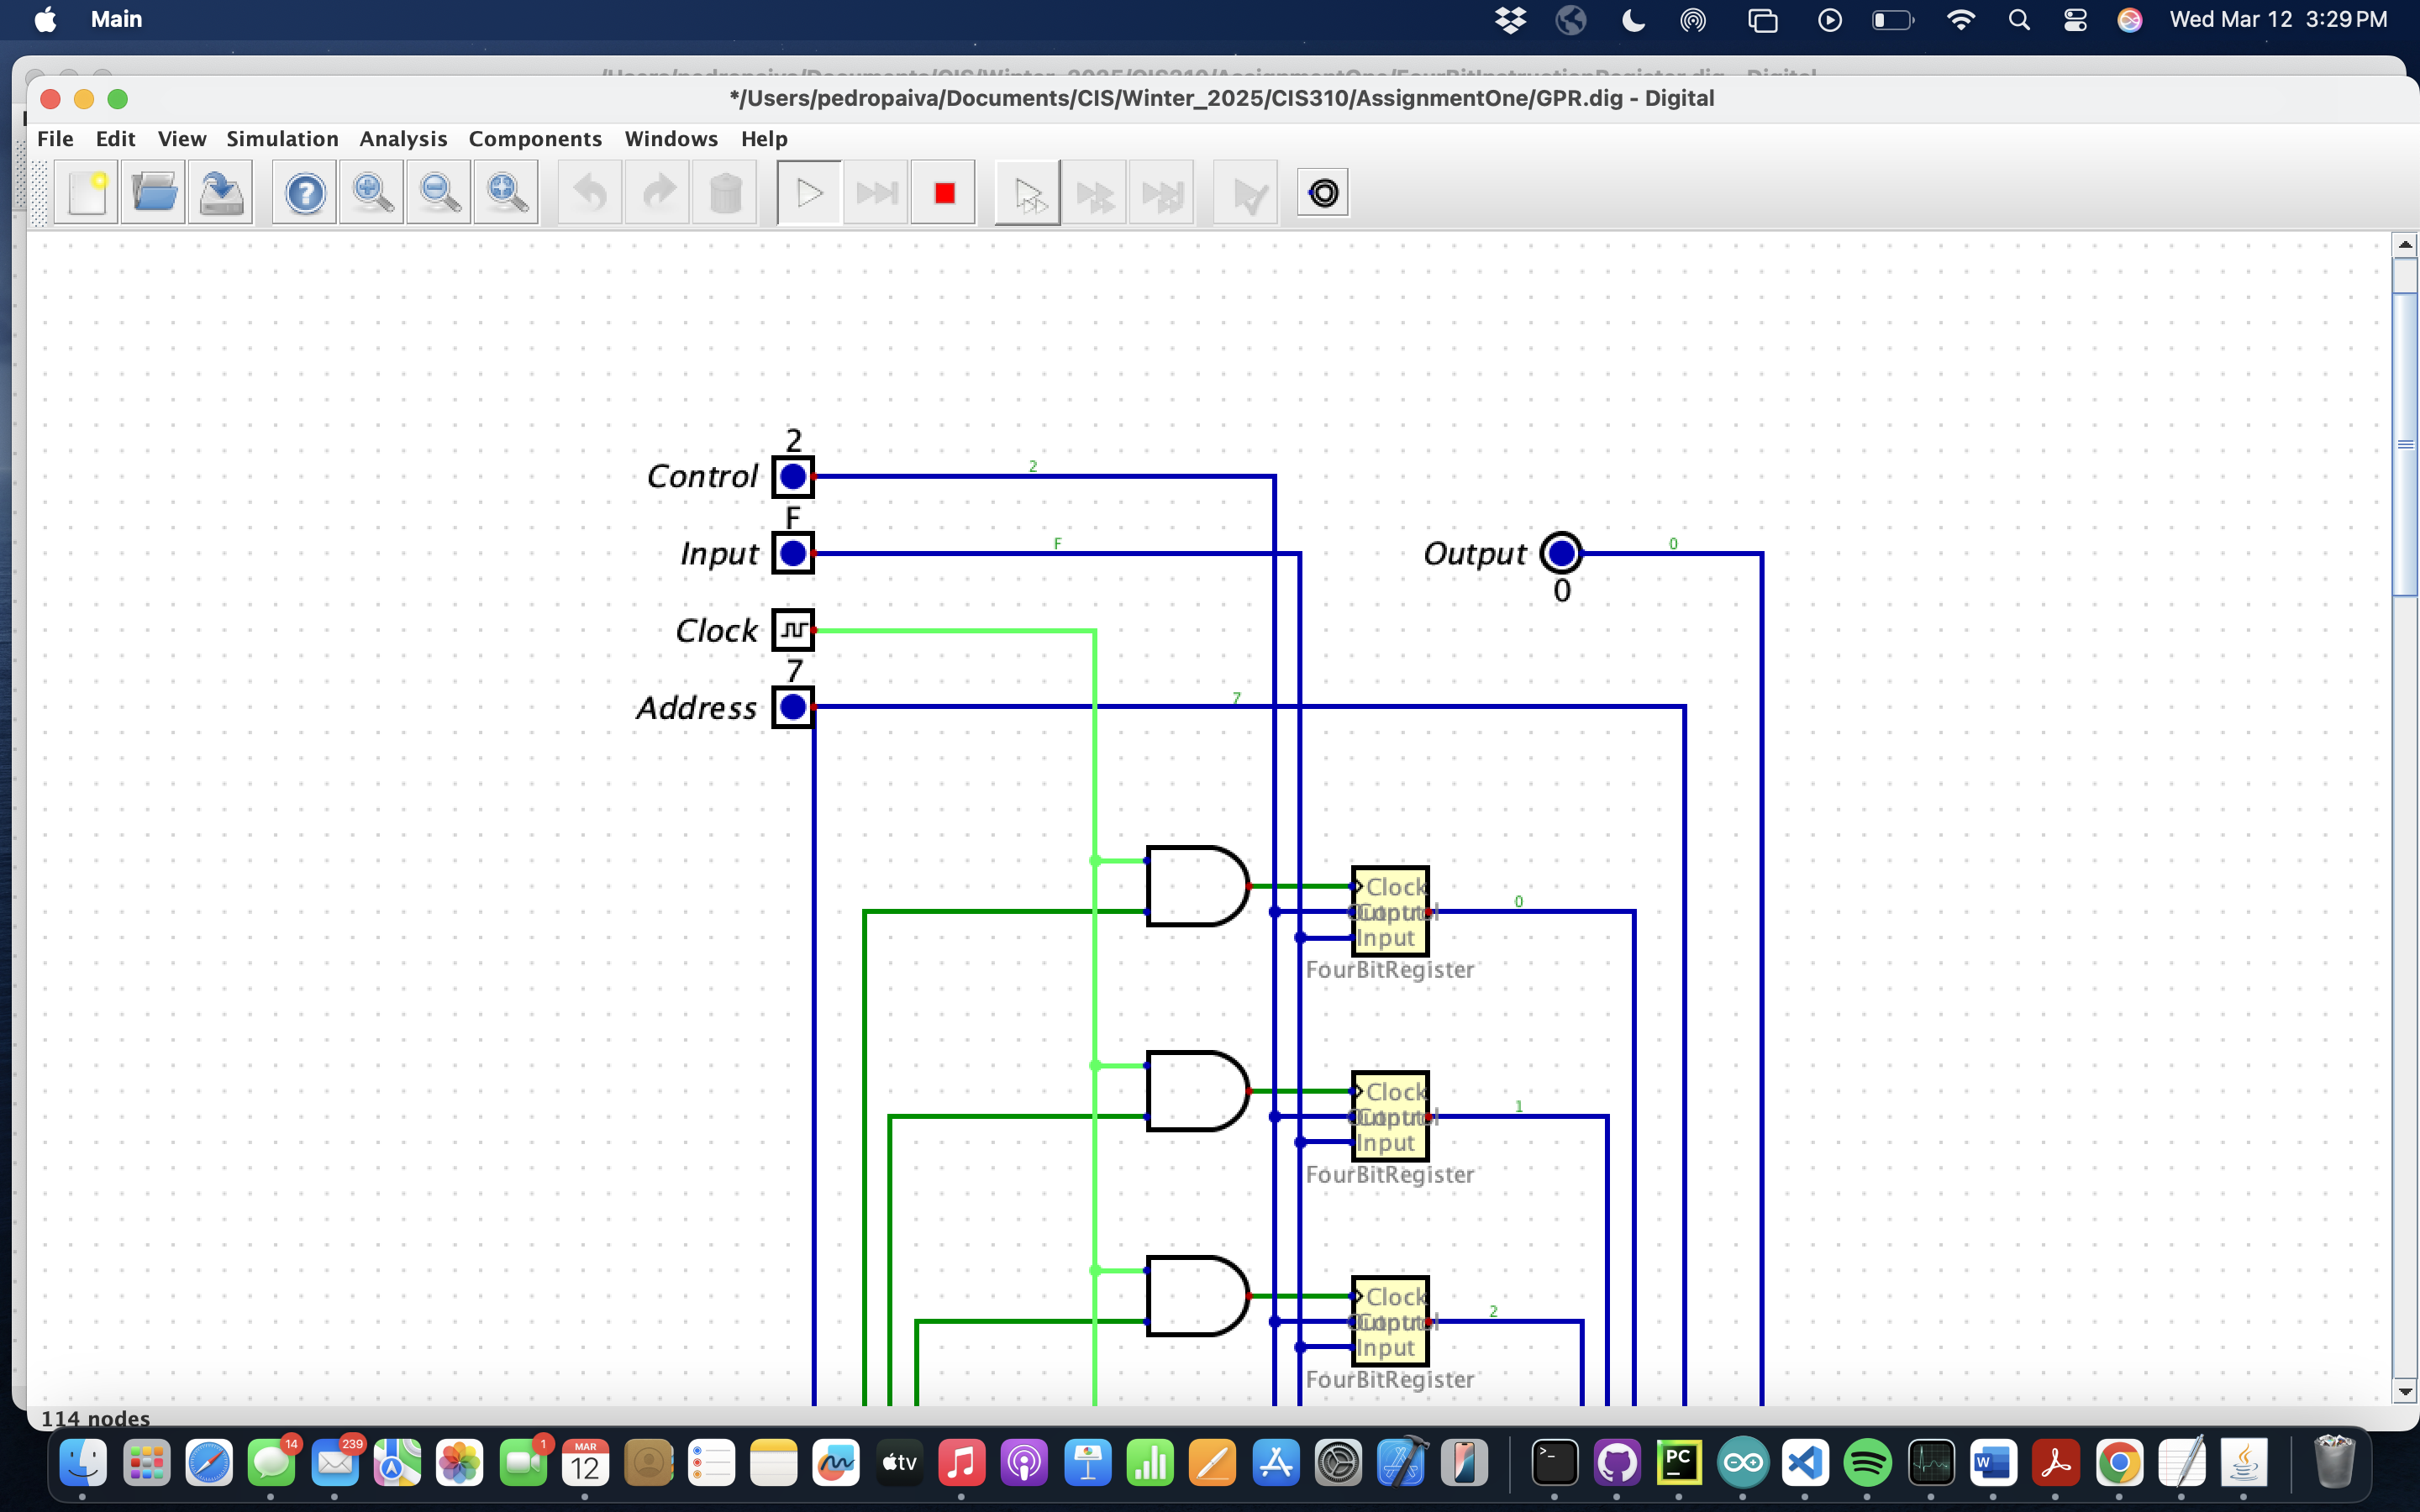 Main
Wed Mar 12 3:29 PM
*/Users/pedropaiva/Documents/CIS/Winter_2025/CIS310/AssignmentOne/GPR.dig - Digital
File Edit View Simulation Analysis Components Windows Help
2
Control
2
F
Input
F
Output
0
0
Clock
7
Address
7
Clock
Control
Input
0
FourBitRegister
Clock
Control
Input
1
FourBitRegister
Clock
Control
Input
2
FourBitRegister
114 nodes
14
239
1
MAR
12
tv
PC
W